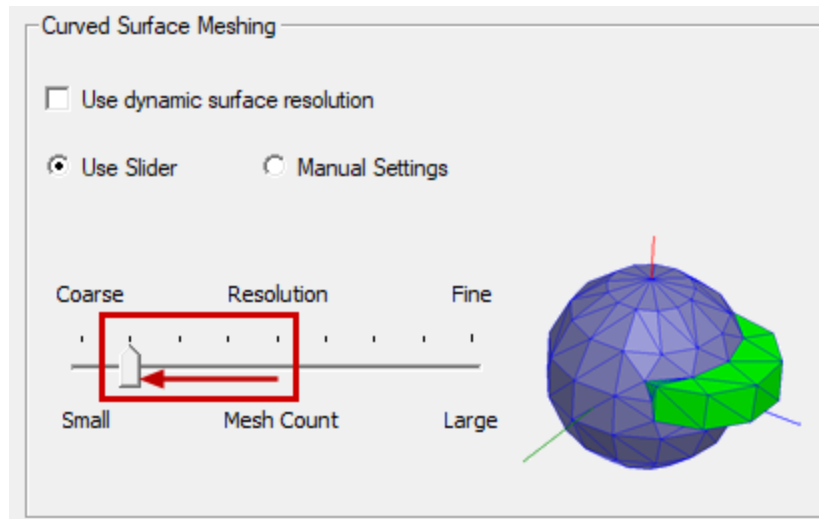 Curved Surface Meshing
Use dynamic surface resolution
Use Slider Manual Settings
Coarse Resolution Fine
Small Mesh Count Large